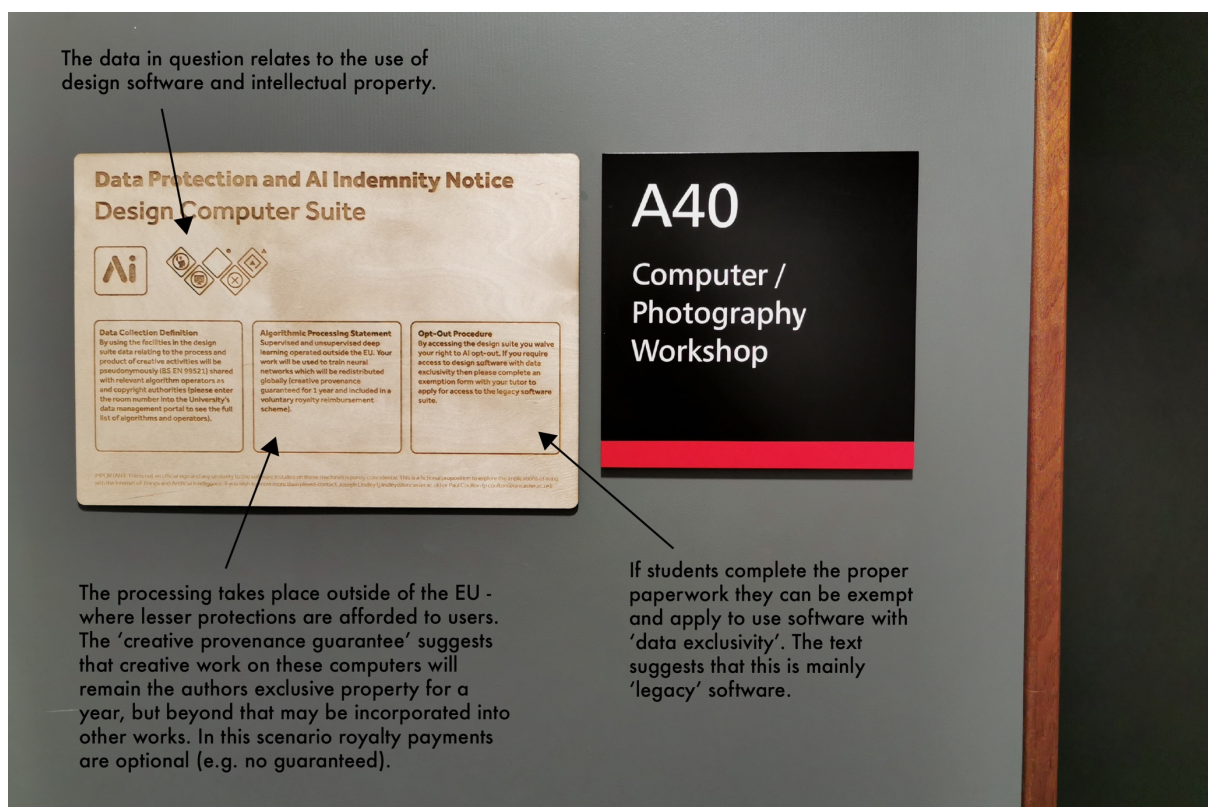 The data in question relates to the use of
design software and intellectual property.
Data Protection and AI Indemnity Notice
Design Computer Suite
Ai
Data Collection Definition
By using the facilities in the design
suite data relating to the process and
product of creative activities will be
pseudonymously (BS EN 99521) shared
with relevant algorithm operators as
and copyright authorities (please enter
the room number into the University's
data management portal to see the full
list of algorithms and operators).
Algorithmic Processing Statement
Supervised and unsupervised deep
learning operated outside the EU. Your
work will be used to train neural
networks which will be redistributed
globally (creative provenance
guaranteed for 1 year and included in a
voluntary royalty reimbursement
scheme).
Opt-Out Procedure
By accessing the design suite you waive
your right to AI opt-out. If you require
access to design software with data
exclusivity then please complete an
exemption form with your tutor to
apply for access to the legacy software
suite.
A40
Computer /
Photography
Workshop
The processing takes place outside of the EU -
where lesser protections are afforded to users.
The ‘creative provenance guarantee’ suggests
that creative work on these computers will
remain the authors exclusive property for a
year, but beyond that may be incorporated into
other works. In this scenario royalty payments
are optional (e.g. no guaranteed).
If students complete the proper
paperwork they can be exempt
and apply to use software with
‘data exclusivity’. The text
suggests that this is mainly
‘legacy’ software.